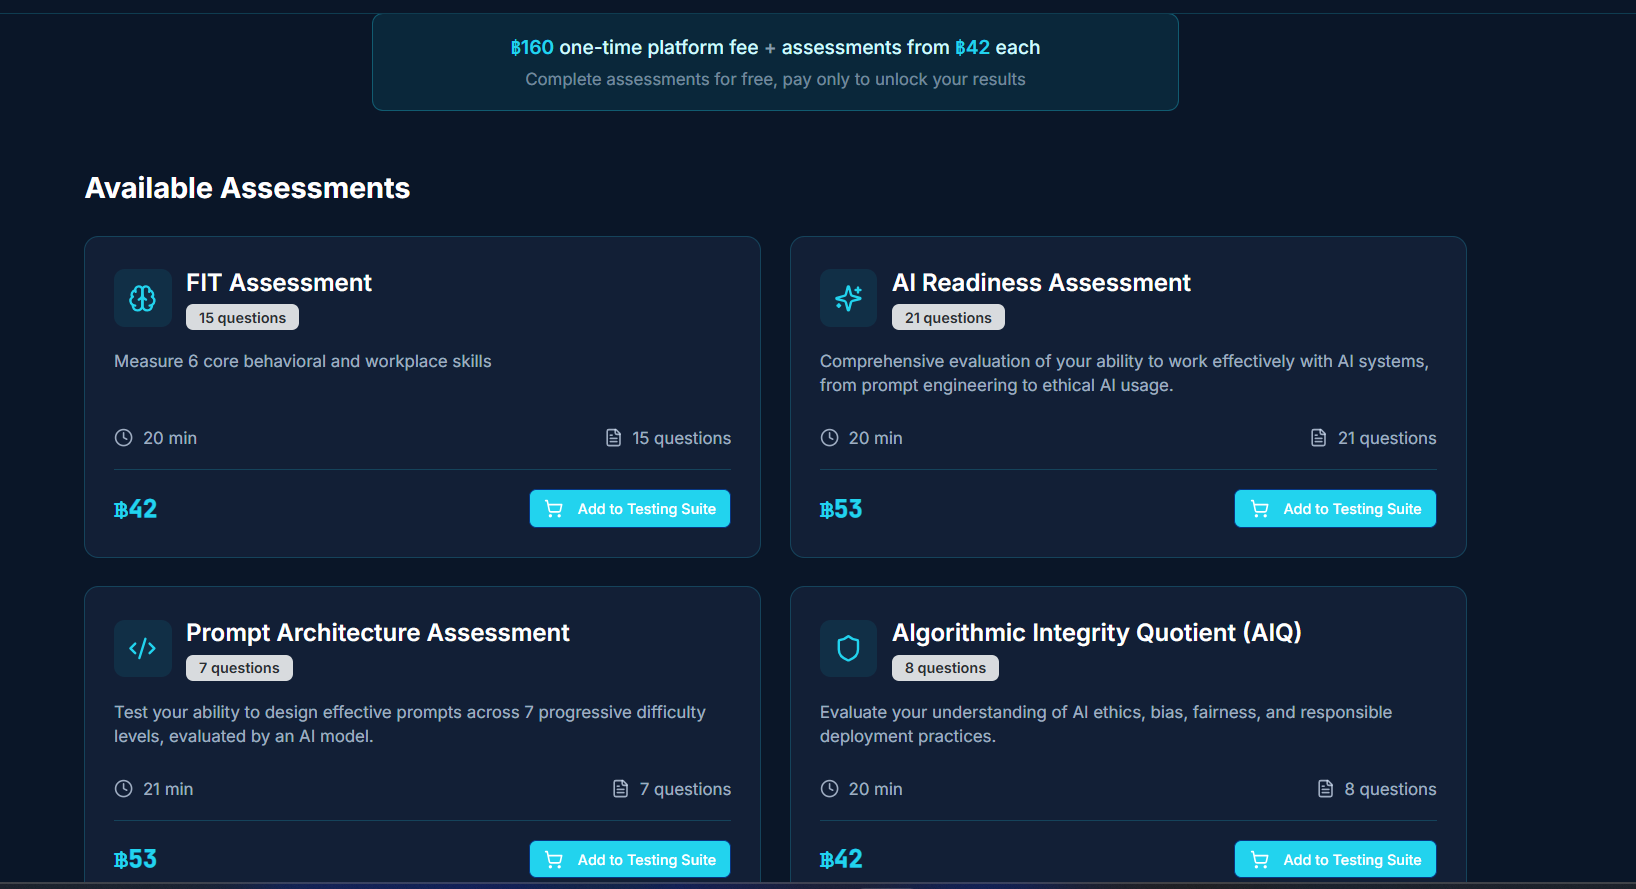 ฿160 one-time platform fee + assessments from ฿42 each
Complete assessments for free, pay only to unlock your results
Available Assessments
FIT Assessment
15 questions
Measure 6 core behavioral and workplace skills
20 min
15 questions
฿42
Add to Testing Suite
AI Readiness Assessment
21 questions
Comprehensive evaluation of your ability to work effectively with AI systems,
from prompt engineering to ethical AI usage.
20 min
21 questions
฿53
Add to Testing Suite
Prompt Architecture Assessment
7 questions
Test your ability to design effective prompts across 7 progressive difficulty
levels, evaluated by an AI model.
21 min
7 questions
฿53
Add to Testing Suite
Algorithmic Integrity Quotient (AIQ)
8 questions
Evaluate your understanding of AI ethics, bias, fairness, and responsible
deployment practices.
20 min
8 questions
฿42
Add to Testing Suite